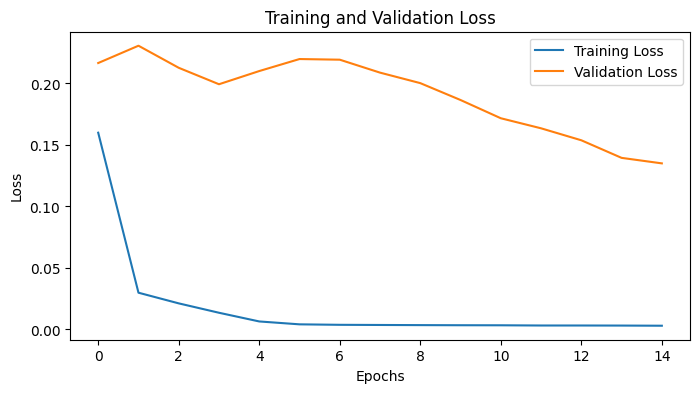 Training and Validation Loss
Training Loss
Validation Loss
0.20
0.15
0.10
0.05
0.00
Loss
0 2 4 6 8 10 12 14
Epochs